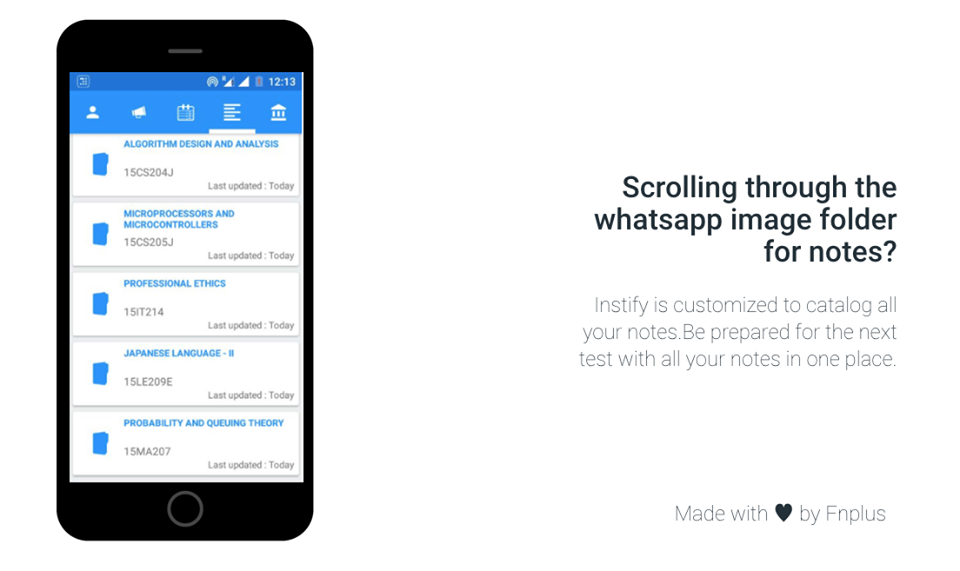 12:13
ALGORITHM DESIGN AND ANALYSIS
15CS204J
Last updated : Today
MICROPROCESSORS AND
MICROCONTROLLERS
15CS205J
Last updated : Today
PROFESSIONAL ETHICS
15IT214
Last updated : Today
JAPANESE LANGUAGE - II
15LE209E
Last updated : Today
PROBABILITY AND QUEUING THEORY
15MA207
Last updated : Today
Scrolling through the
whatsapp image folder
for notes?
Instify is customized to catalog all
your notes.Be prepared for the next
test with all your notes in one place.
Made with ♥ by Fnplus